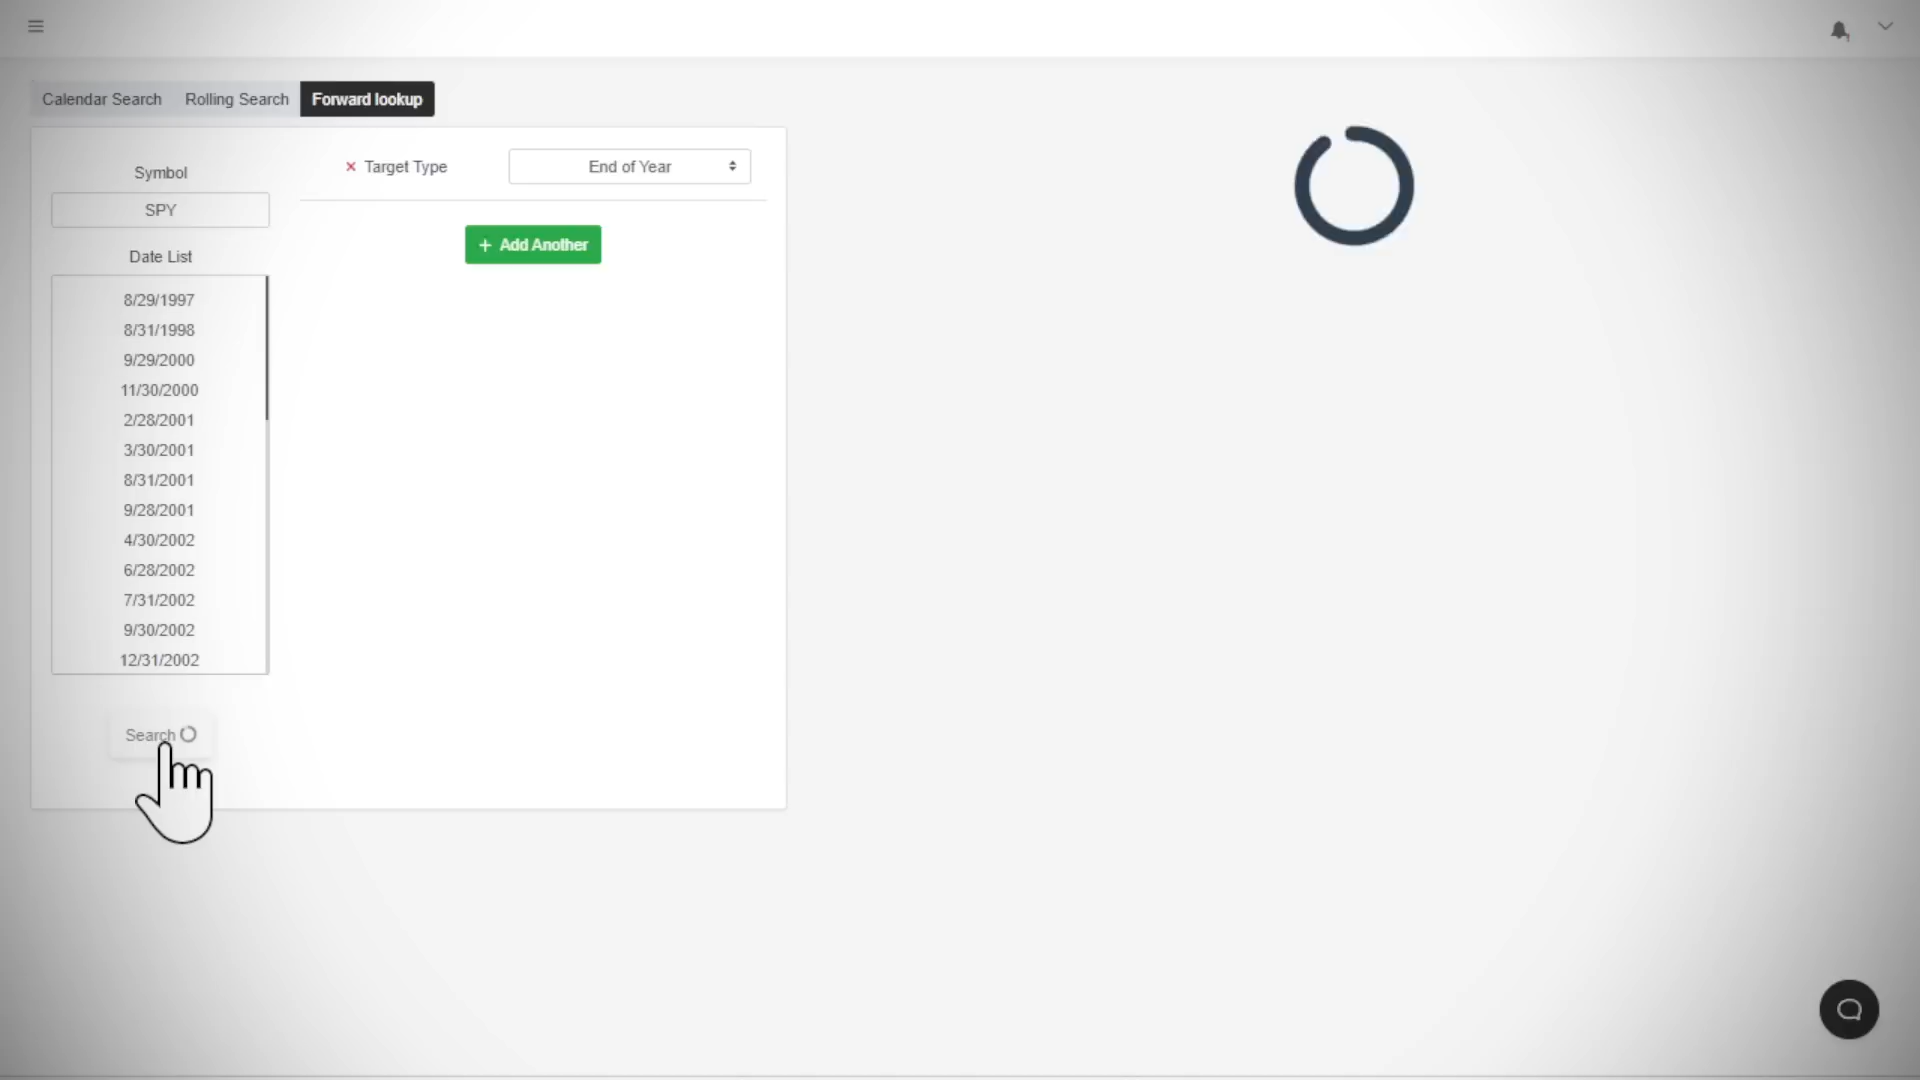 Calendar Search Rolling Search Forward lookup
Symbol
SPY
Date List
8/29/1997
8/31/1998
9/29/2000
11/30/2000
2/28/2001
3/30/2001
8/31/2001
9/28/2001
4/30/2002
6/28/2002
7/31/2002
9/30/2002
12/31/2002
Search
× Target Type End of Year
+ Add Another